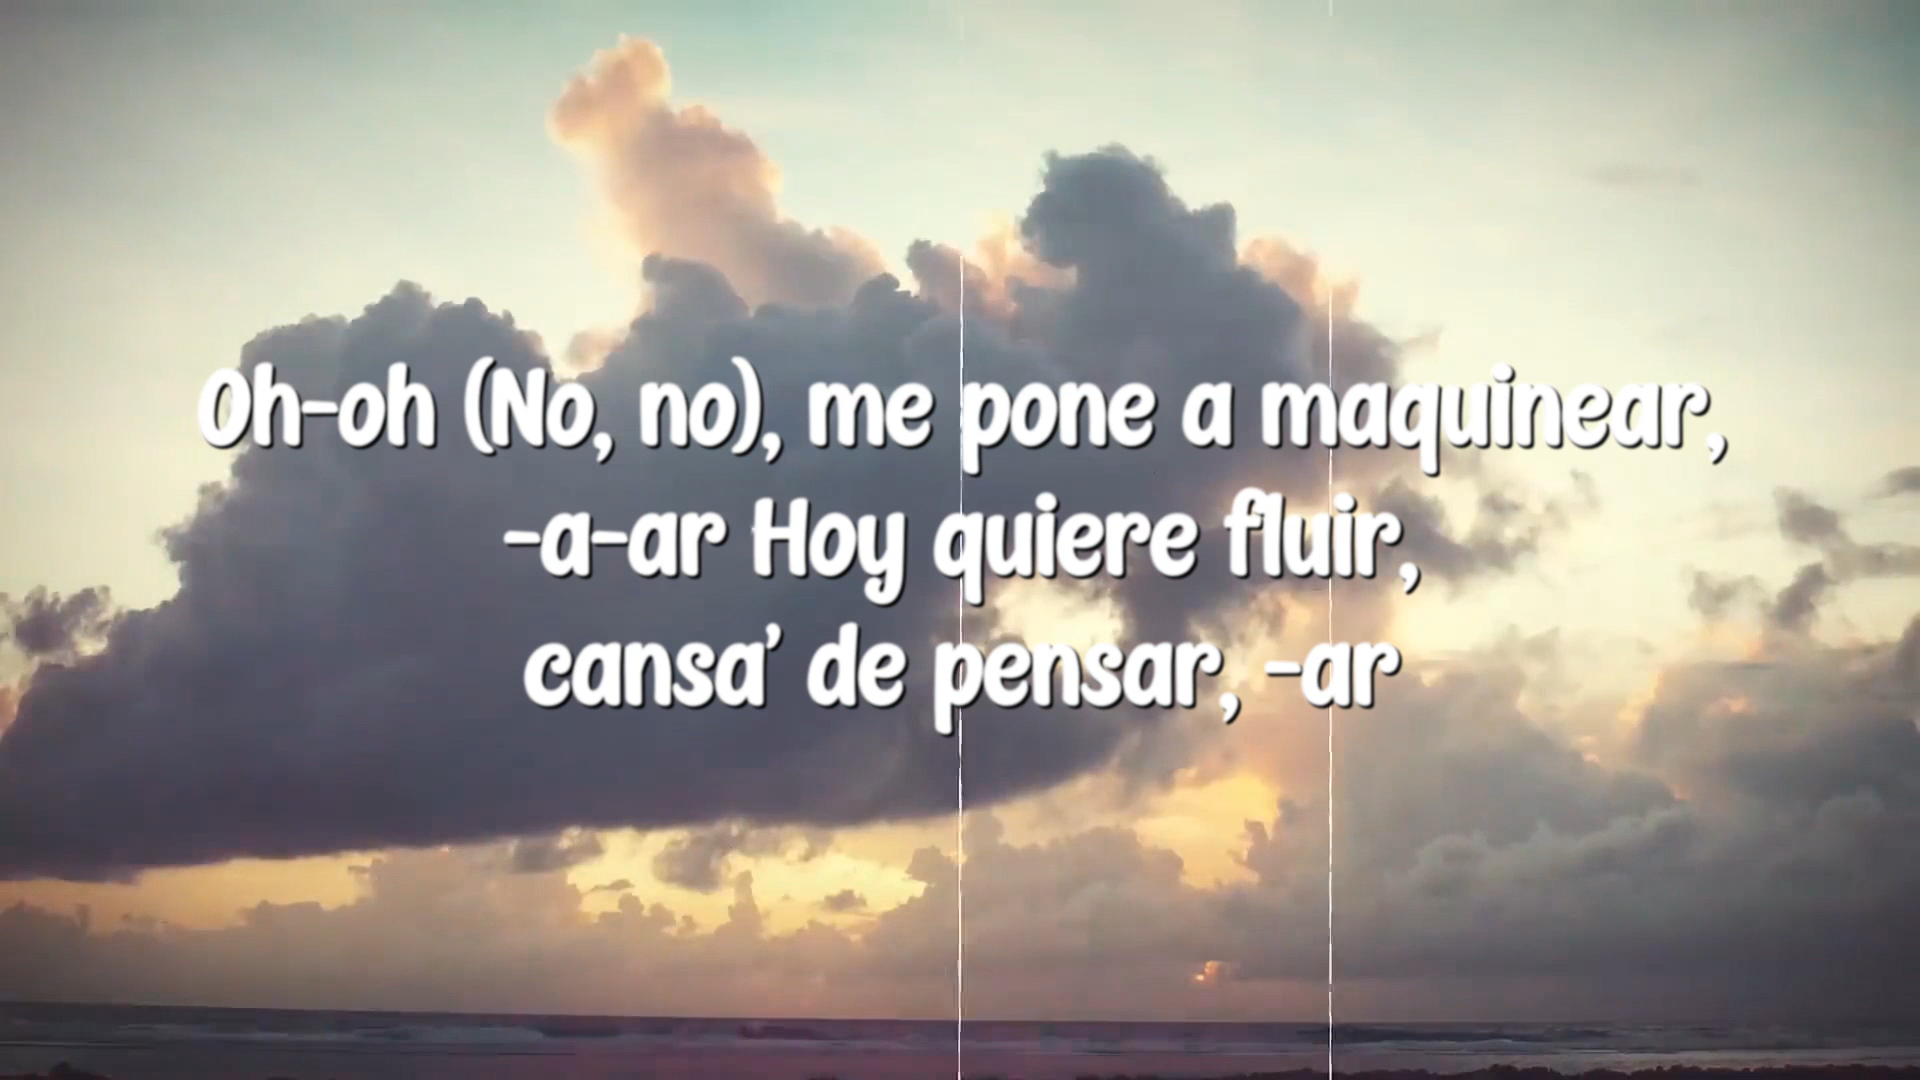 Oh-oh (No, no), me pone a maquinear,
-a-ar Hoy quiere fluir,
cansa' de pensar, -ar